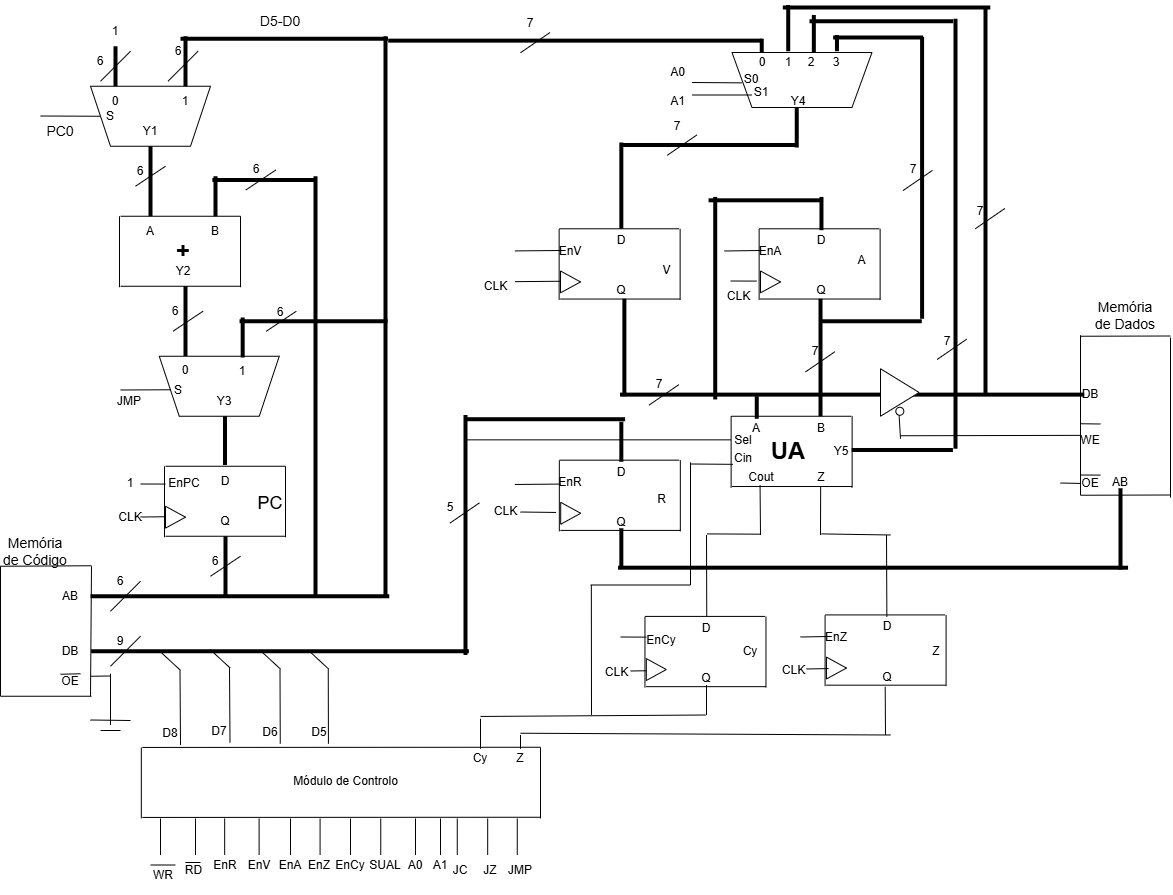 D5-D0
7
1
6
6
0
1
S
Y1
PC0
A0
A1
0
1
2
3
S0
S1
Y4
7
6
6
A
B
+
Y2
7
7
D
EnV
V
CLK
Q
D
EnA
A
CLK
Q
6
6
0
1
S
Y3
JMP
7
7
7
Memória
de Dados
DB
WE
OE
AB
A
B
Sel
UA
Y5
Cin
Cout
Z
1
EnPC
D
PC
CLK
Q
D
EnR
R
CLK
Q
5
Memória
de Código
6
AB
6
DB
9
OE
D
EnCy
Cy
CLK
Q
D
EnZ
Z
CLK
Q
D8
D7
D6
D5
Cy
Z
Módulo de Controlo
WR
RD
EnR
EnV
EnA
EnZ
EnCy
SUAL
A0
A1
JC
JZ
JMP